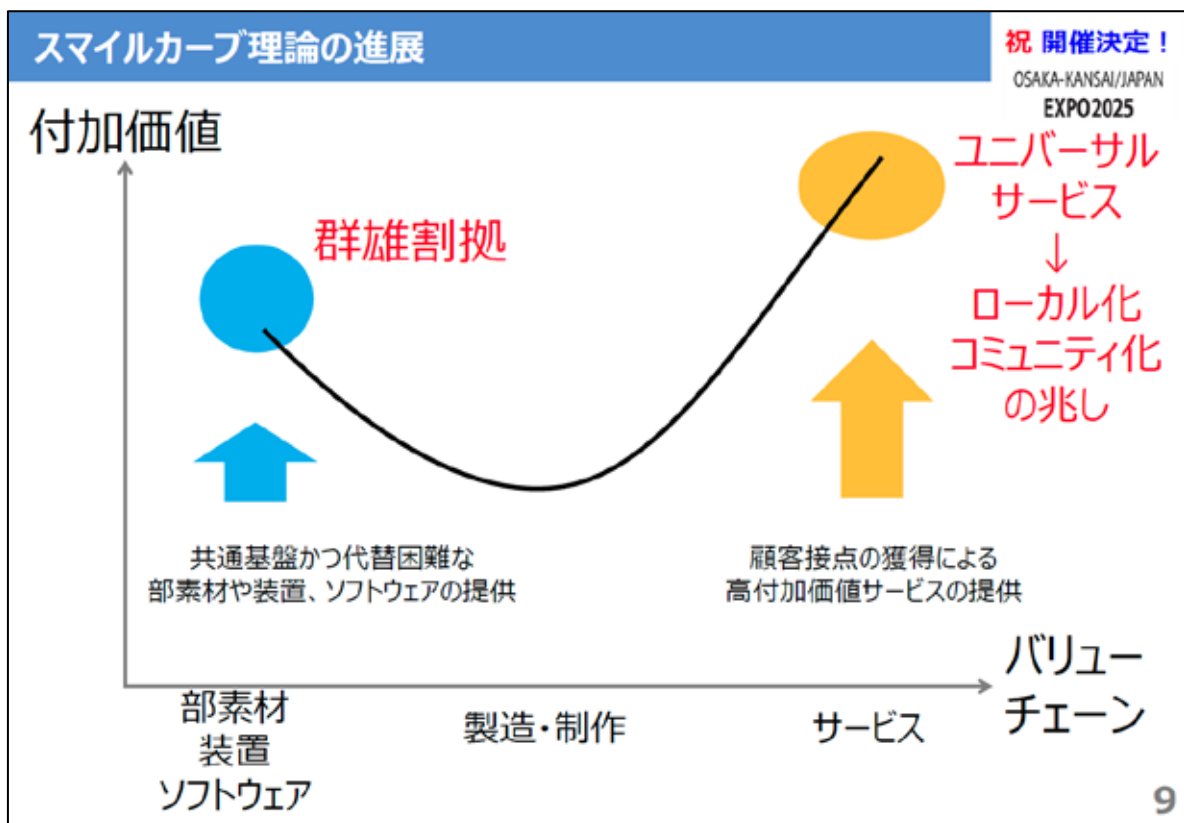 スマイルカーブ理論の進展
祝 開催決定！
OSAKA-KANSAI/JAPAN
EXPO2025
付加価値
群雄割拠
ユニバーサル
サービス
↓
ローカル化
コミュニティ化
の兆し
共通基盤かつ代替困難な
部素材や装置、ソフトウェアの提供
顧客接点の獲得による
高付加価値サービスの提供
部素材
装置
ソフトウェア
製造・制作
サービス
バリュー
チェーン
9